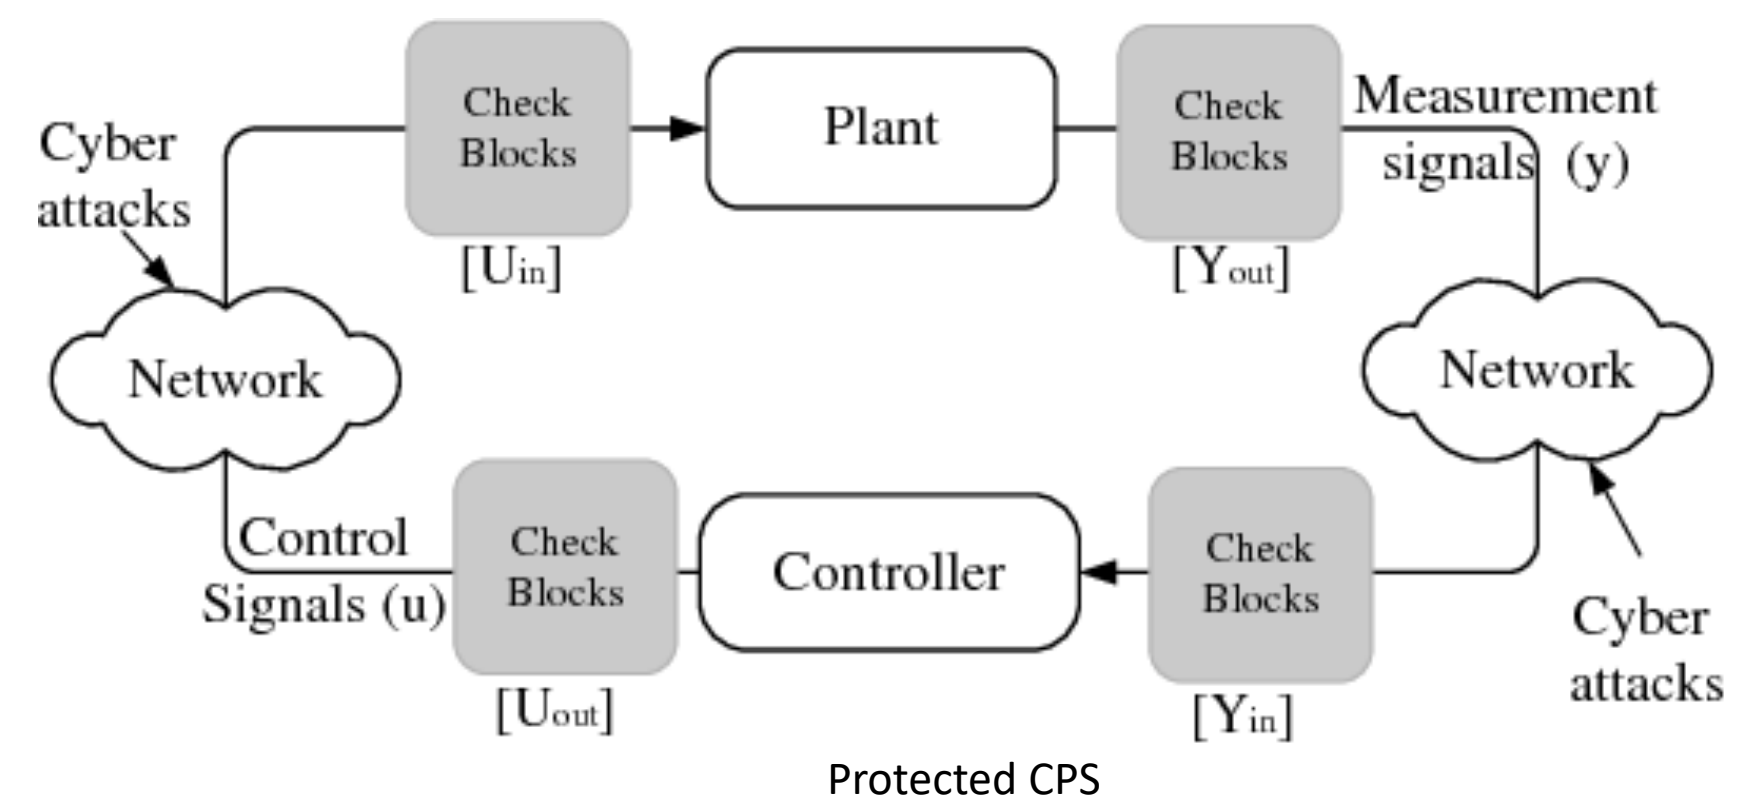 Check
Blocks
[Uin]
Plant
Check
Blocks
[Yout]
Measurement
signals (y)
Cyber
attacks
Network
Network
Control
Signals (u)
Check
Blocks
[Uout]
Controller
Check
Blocks
[Yin]
Cyber
attacks
Protected CPS